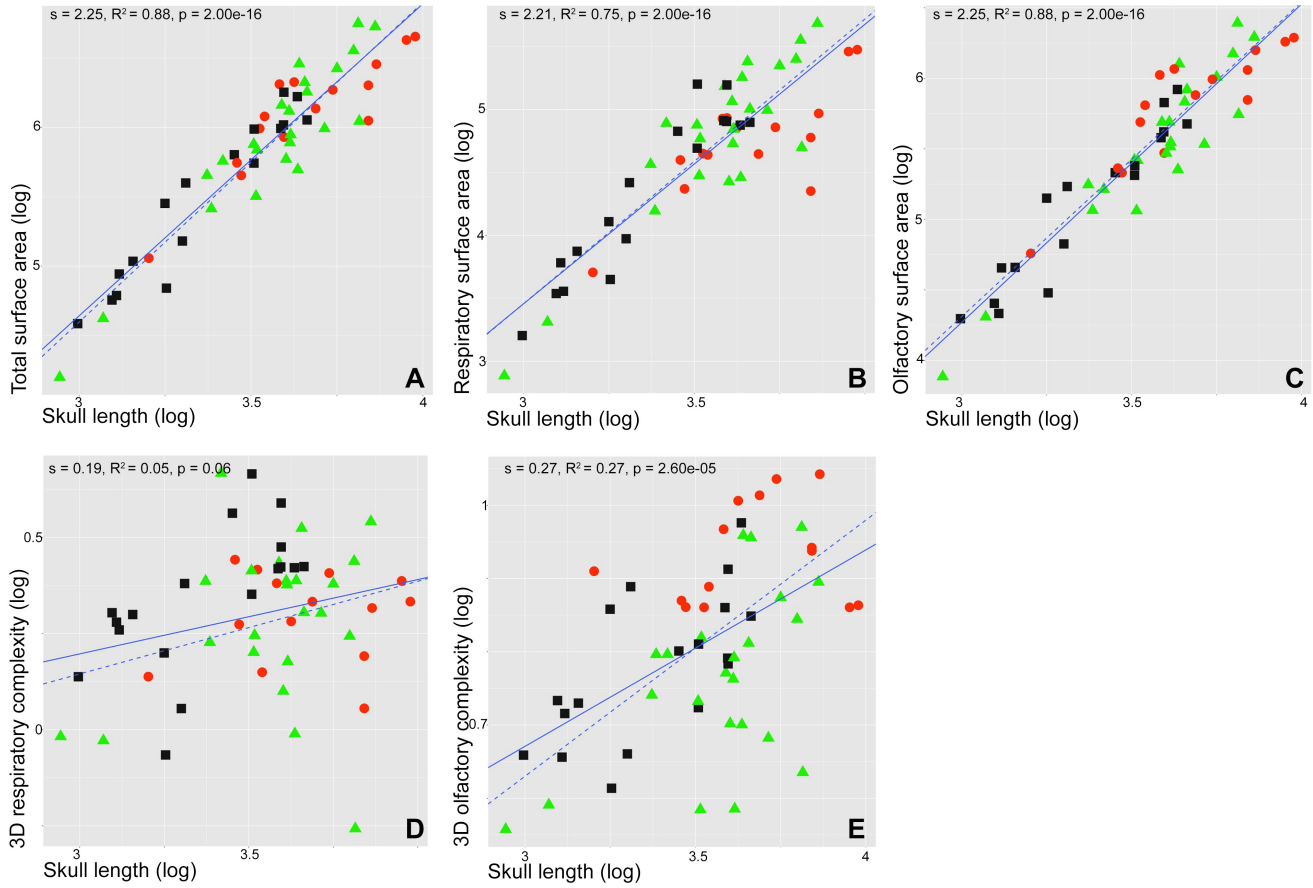 s = 2.25, R² = 0.88, p = 2.00e-16
6
5
Total surface area (log)
A
3.5
4
3
Skull length (log)
s = 2.21, R² = 0.75, p = 2.00e-16
5
4
3
Respiratory surface area (log)
B
3
3.5
4
Skull length (log)
s = 2.25, R² = 0.88, p = 2.00e-16
6
5
4
Olfactory surface area (log)
C
3
3.5
4
Skull length (log)
s = 0.19, R² = 0.05, p = 0.06
0.5
0
3D respiratory complexity (log)
D
3
3.5
Skull length (log)
s = 0.27, R² = 0.27, p = 2.60e-05
1
0.7
3D olfactory complexity (log)
E
3
3.5
4
Skull length (log)